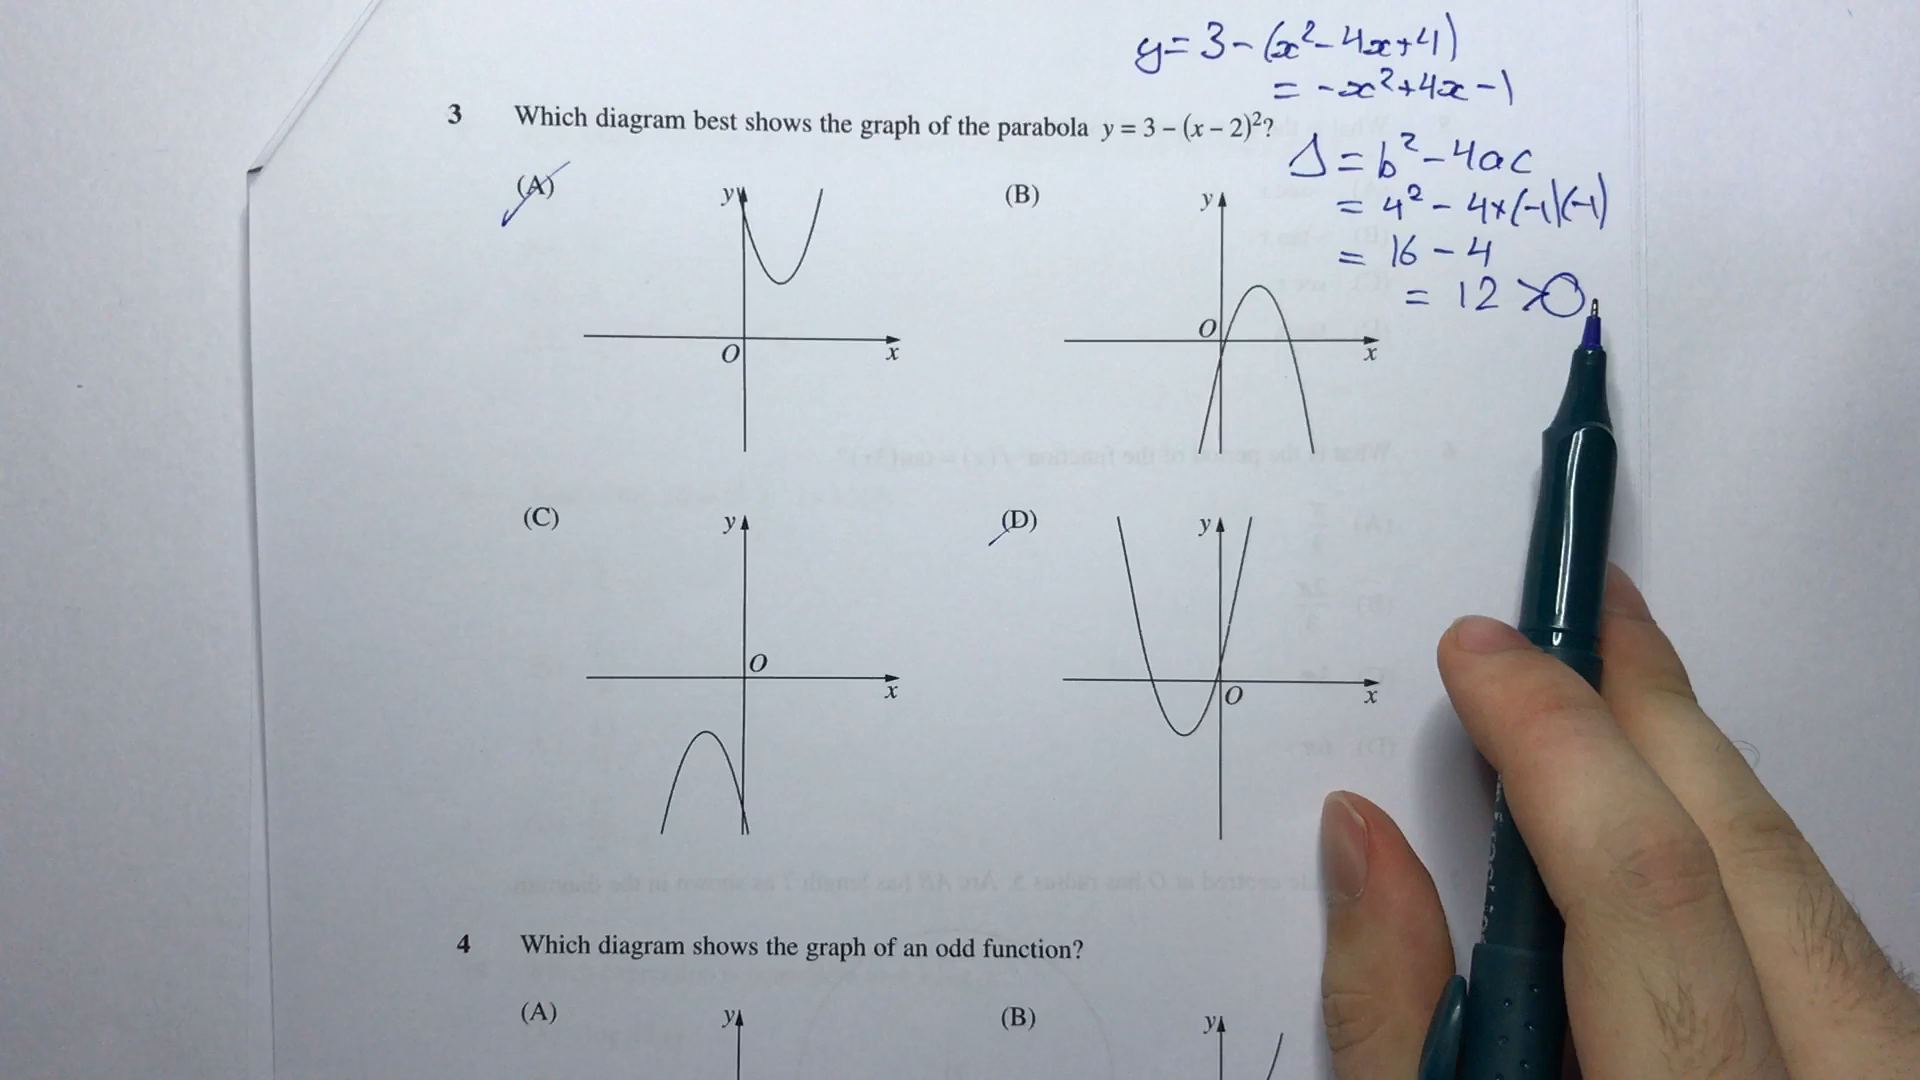 y = 3 - (x² - 4x + 4)
= -x² + 4x - 1
3 Which diagram best shows the graph of the parabola y = 3 – (x – 2)²?
Δ = b² - 4ac
= 4² - 4×(-1)(-1)
= 16 - 4
= 12 >0
(A)
y
O
x
(B)
y
O
x
(C)
y
O
x
(D)
y
O
x
4 Which diagram shows the graph of an odd function?
(A)
y
(B)
y